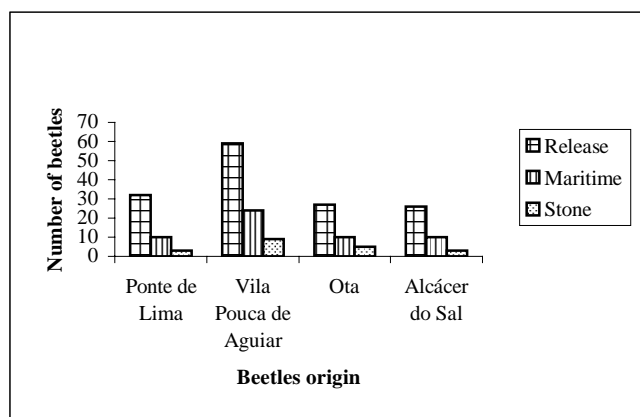 Number of beetles
70
60
50
40
30
20
10
0
Ponte de
Lima
Vila
Pouca de
Aguiar
Ota
Alcácer
do Sal
Beetles origin
Release
Maritime
Stone